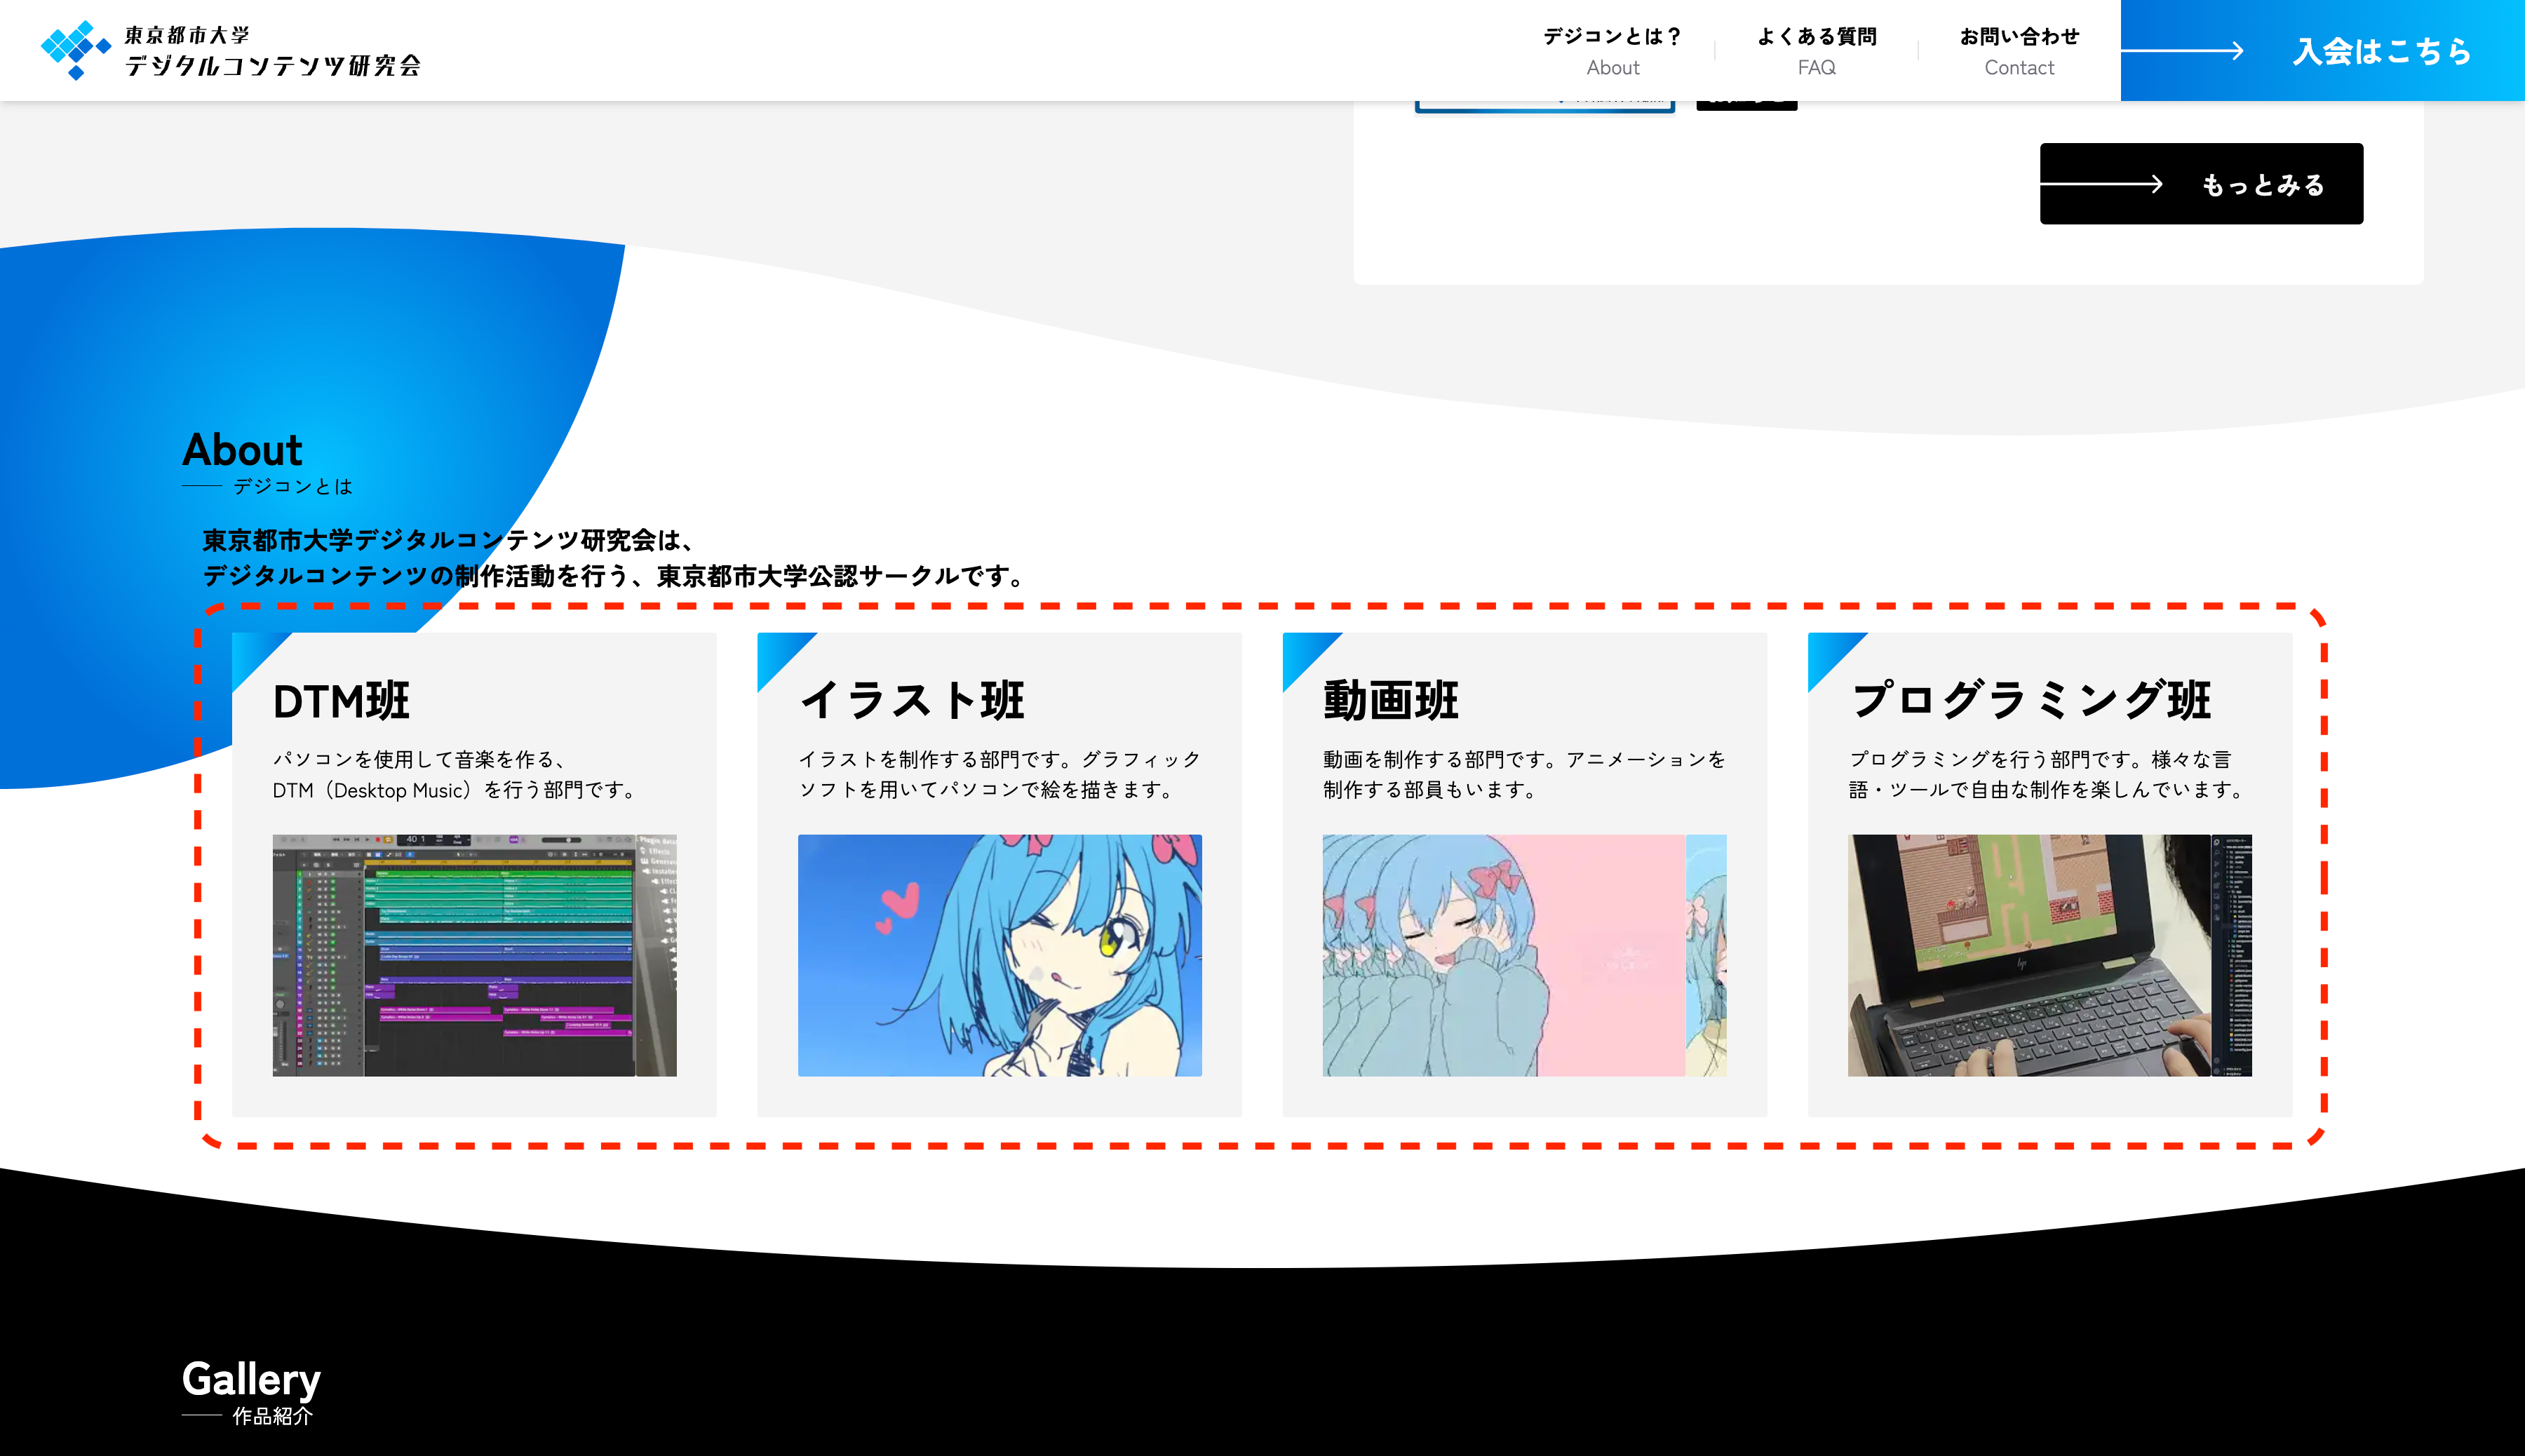 東京都市大学
デジタルコンテンツ研究会
デジコンとは？
About
よくある質問
FAQ
お問い合わせ
Contact
入会はこちら
もっとみる
About
デジコンとは
東京都市大学デジタルコンテンツ研究会は、
デジタルコンテンツの制作活動を行う、東京都市大学公認サークルです。
DTM班
パソコンを使用して音楽を作る、
DTM（Desktop Music）を行う部門です。
イラスト班
イラストを制作する部門です。グラフィック
ソフトを用いてパソコンで絵を描きます。
動画班
動画を制作する部門です。アニメーションを
制作する部員もいます。
プログラミング班
プログラミングを行う部門です。様々な言
語・ツールで自由な制作を楽しんでいます。
40 1
hp
Gallery
作品紹介